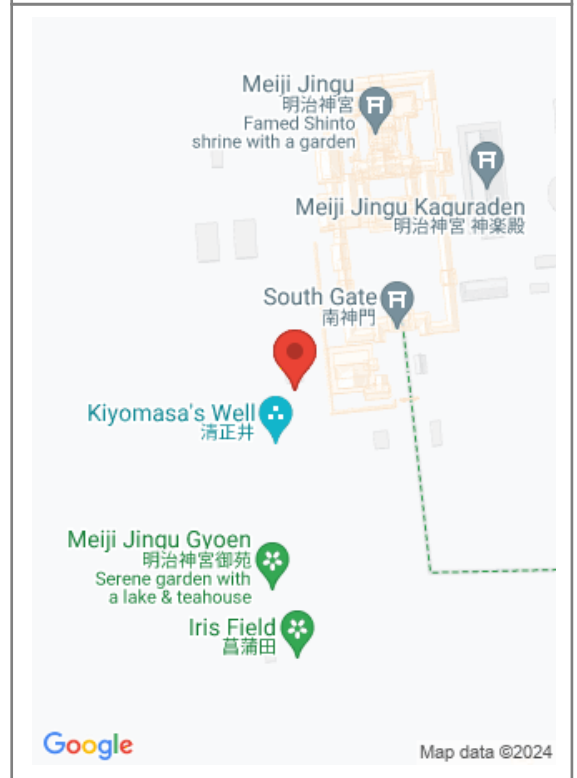 Meiji Jingu
明治神宮
Famed Shinto
shrine with a garden
Meiji Jingu Kaguraden
明治神宮 神楽殿
South Gate
南神門
Kiyomasa's Well
清正井
Meiji Jingu Gyoen
明治神宮御苑
Serene garden with
a lake & teahouse
Iris Field
菖蒲田
Google
Map data ©2024